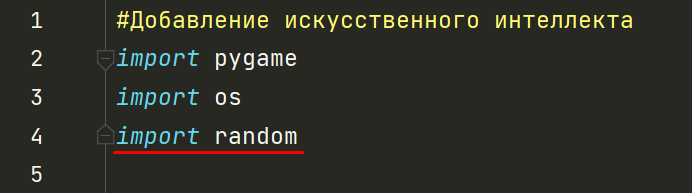 1 #Добавление искусственного интеллекта
2 import pygame
3 import os
4 import random
5